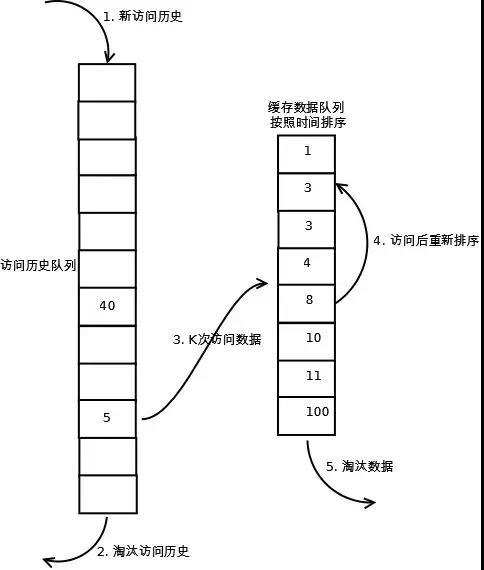 1. 新访问历史
缓存数据队列
按照时间排序
1
3
3
4
8
10
11
100
4. 访问后重新排序
访问历史队列
40
3. K次访问数据
5
5. 淘汰数据
2. 淘汰访问历史